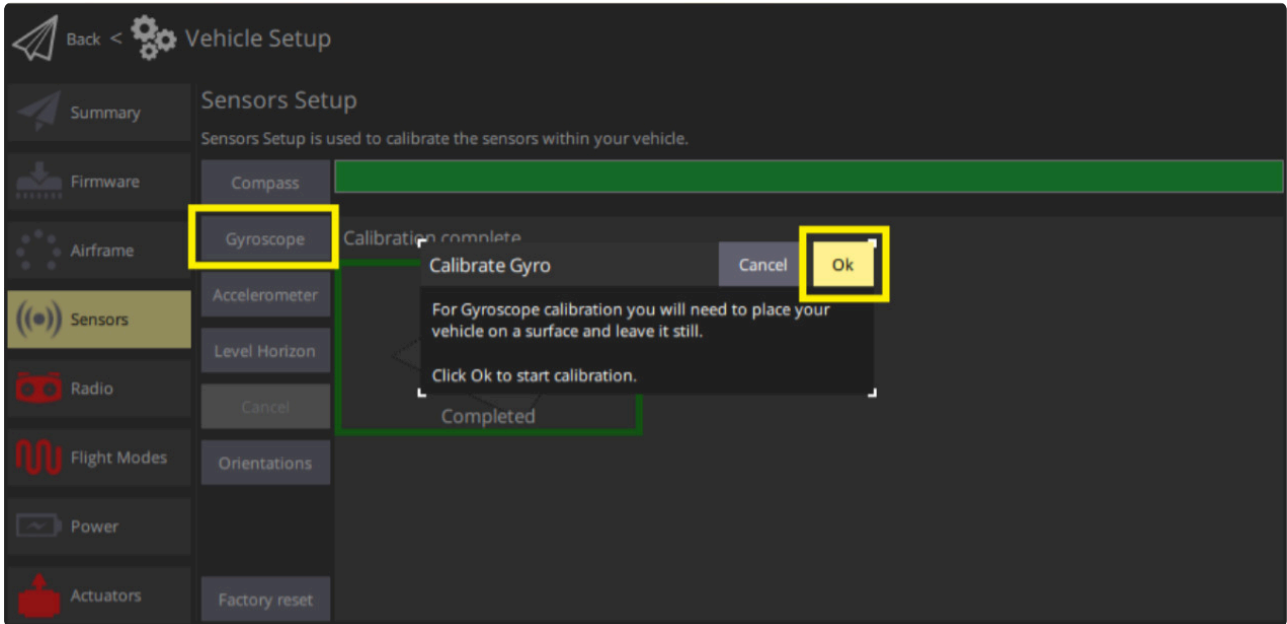 Back < Vehicle Setup
Summary
Firmware
Airframe
Sensors
Radio
Flight Modes
Power
Actuators
Sensors Setup
Sensors Setup is used to calibrate the sensors within your vehicle.
Compass
Gyroscope
Accelerometer
Level Horizon
Cancel
Orientations
Factory reset
Calibration complete
Calibrate Gyro
Cancel
Ok
For Gyroscope calibration you will need to place your
vehicle on a surface and leave it still.
Click Ok to start calibration.
Completed